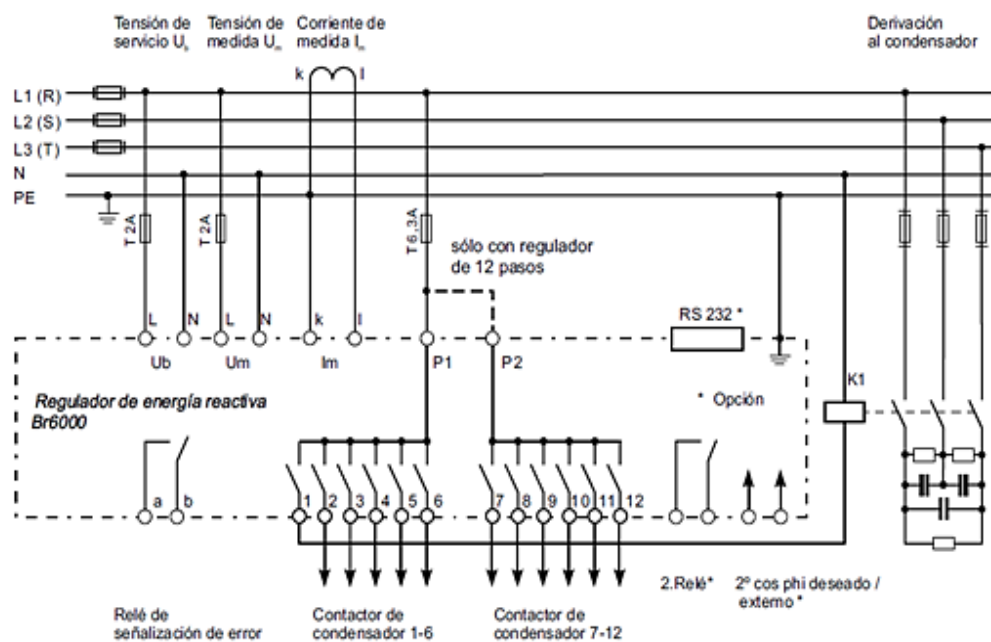 Tensión de
servicio Ub
Tensión de
medida Um
Corriente de
medida Im
Derivación
al condensador
k l
L1 (R)
L2 (S)
L3 (T)
N
PE
T 2A
T 2A
T 6,3A
sólo con regulador
de 12 pasos
RS 232 *
L N L N k l
Ub Um Im P1 P2
K1
Regulador de energía reactiva
Br6000
* Opción
a b
1 2 3 4 5 6
7 8 9 10 11 12
2.Relé*
2º cos phi deseado /
externo *
Relé de
señalización de error
Contactor de
condensador 1-6
Contactor de
condensador 7-12